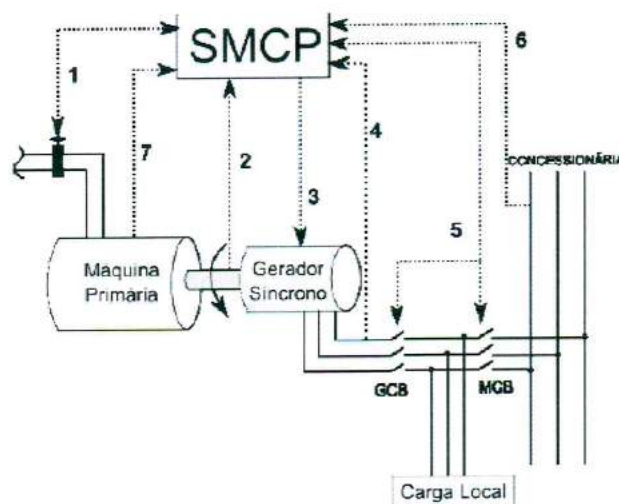 SMCP
1
7
2
3
4
6
5
CONCESSIONÁRIA
Máquina
Primária
Gerador
Síncrono
GCB
MCB
Carga Local